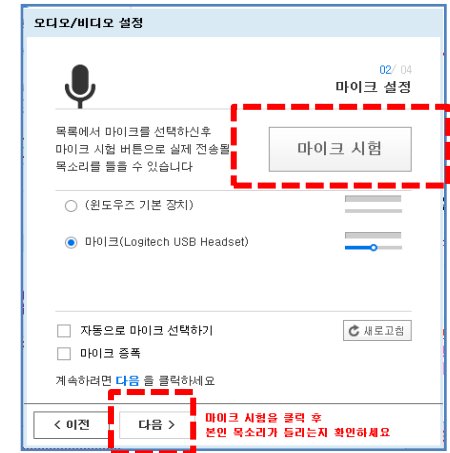 오디오/비디오 설정
02/ 04
마이크 설정
목록에서 마이크를 선택하신후
마이크 시험 버튼으로 실제 전송될
목소리를 들을 수 있습니다
마이크 시험
(윈도우즈 기본 장치)
마이크(Logitech USB Headset)
자동으로 마이크 선택하기
새로고침
마이크 증폭
계속하려면 다음 을 클릭하세요
< 이전
다음 >
마이크 시험을 클릭 후
본인 목소리가 들리는지 확인하세요